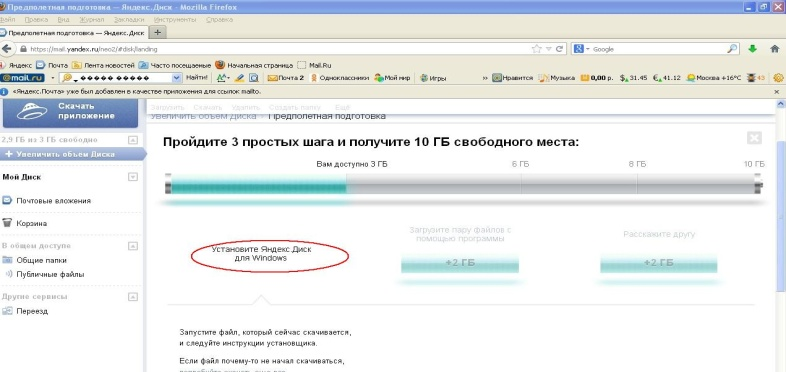 Предполетная подготовка — Яндекс.Диск - Mozilla Firefox
Файл Правка Вид Журнал Закладки Инструменты Справка
Предполетная подготовка — Яндекс.Диск +
https://mail.yandex.ru/neo2/#disk/landing Google
Яндекс Почта Лента новостей Часто посещаемые Начальная страница Mail.Ru
@mail.ru Найти! Почта 2 Одноклассники Мой мир Игры » Нравится Музыка 0,00 р. $ 31.45 € 41.12 Москва +16°C 43
«Яндекс.Почта» уже был добавлен в качестве приложения для ссылок mailto.
Скачать
приложение
Загрузить Скачать Удалить Создать папку Ещё
Увеличить объем Диска Предполетная подготовка
2,9 ГБ из 3 ГБ свободно
+ Увеличить объем Диска
Мой Диск
Почтовые вложения
Корзина
В общем доступе
Общие папки
Публичные файлы
Другие сервисы
Переезд
Пройдите 3 простых шага и получите 10 ГБ свободного места:
Вам доступно 3 ГБ 6 ГБ 8 ГБ 10 ГБ
Установите Яндекс.Диск
для Windows
Загрузите пару файлов с
помощью программы
+2 ГБ
Расскажите другу
+2 ГБ
Запустите файл, который сейчас скачивается,
и следуйте инструкции установщика.
Если файл почему-то не начал скачиваться,